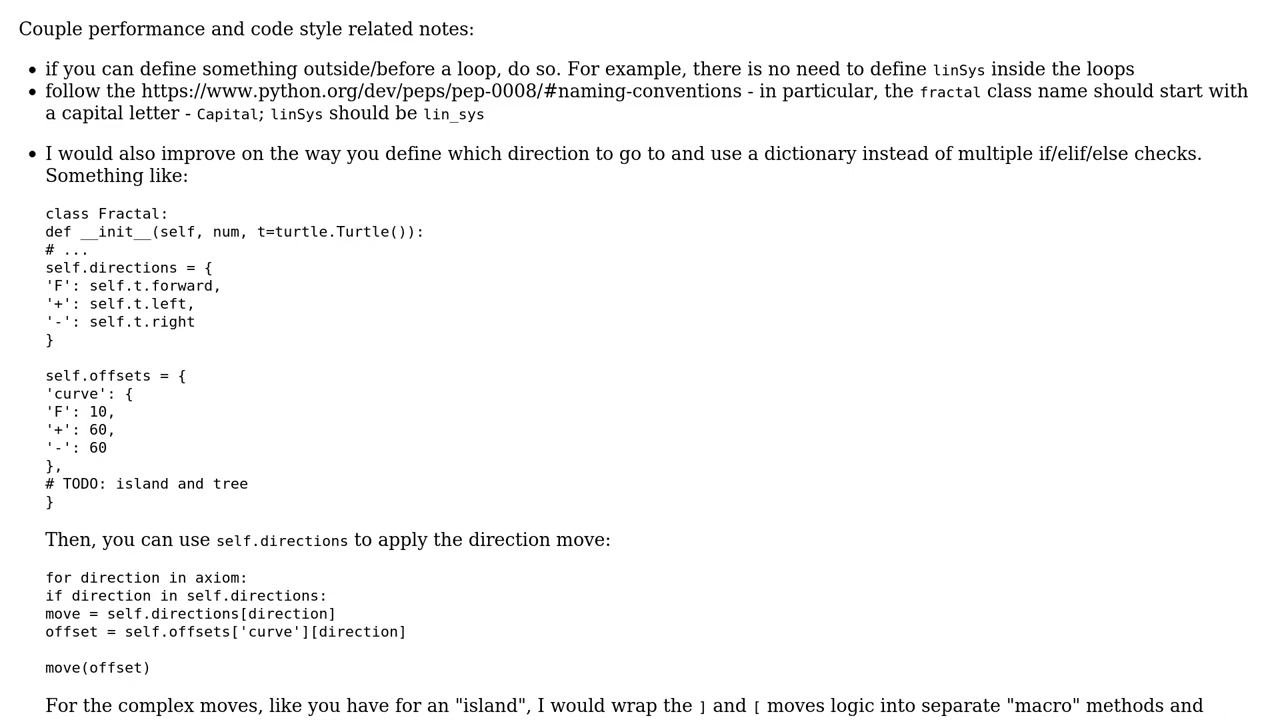 Couple performance and code style related notes:
if you can define something outside/before a loop, do so. For example, there is no need to define linSys inside the loops
follow the https://www.python.org/dev/peps/pep-0008/#naming-conventions - in particular, the fractal class name should start with
a capital letter - Capital; linSys should be lin_sys
I would also improve on the way you define which direction to go to and use a dictionary instead of multiple if/elif/else checks.
Something like:
class Fractal:
def __init__(self, num, t=turtle.Turtle()):
# ...
self.directions = {
'F': self.t.forward,
'+': self.t.left,
'-': self.t.right
}
self.offsets = {
'curve': {
'F': 10,
'+': 60,
'-': 60
},
# TODO: island and tree
}
Then, you can use self.directions to apply the direction move:
for direction in axiom:
if direction in self.directions:
move = self.directions[direction]
offset = self.offsets['curve'][direction]
move(offset)
For the complex moves, like you have for an "island", I would wrap the ] and [ moves logic into separate "macro" methods and